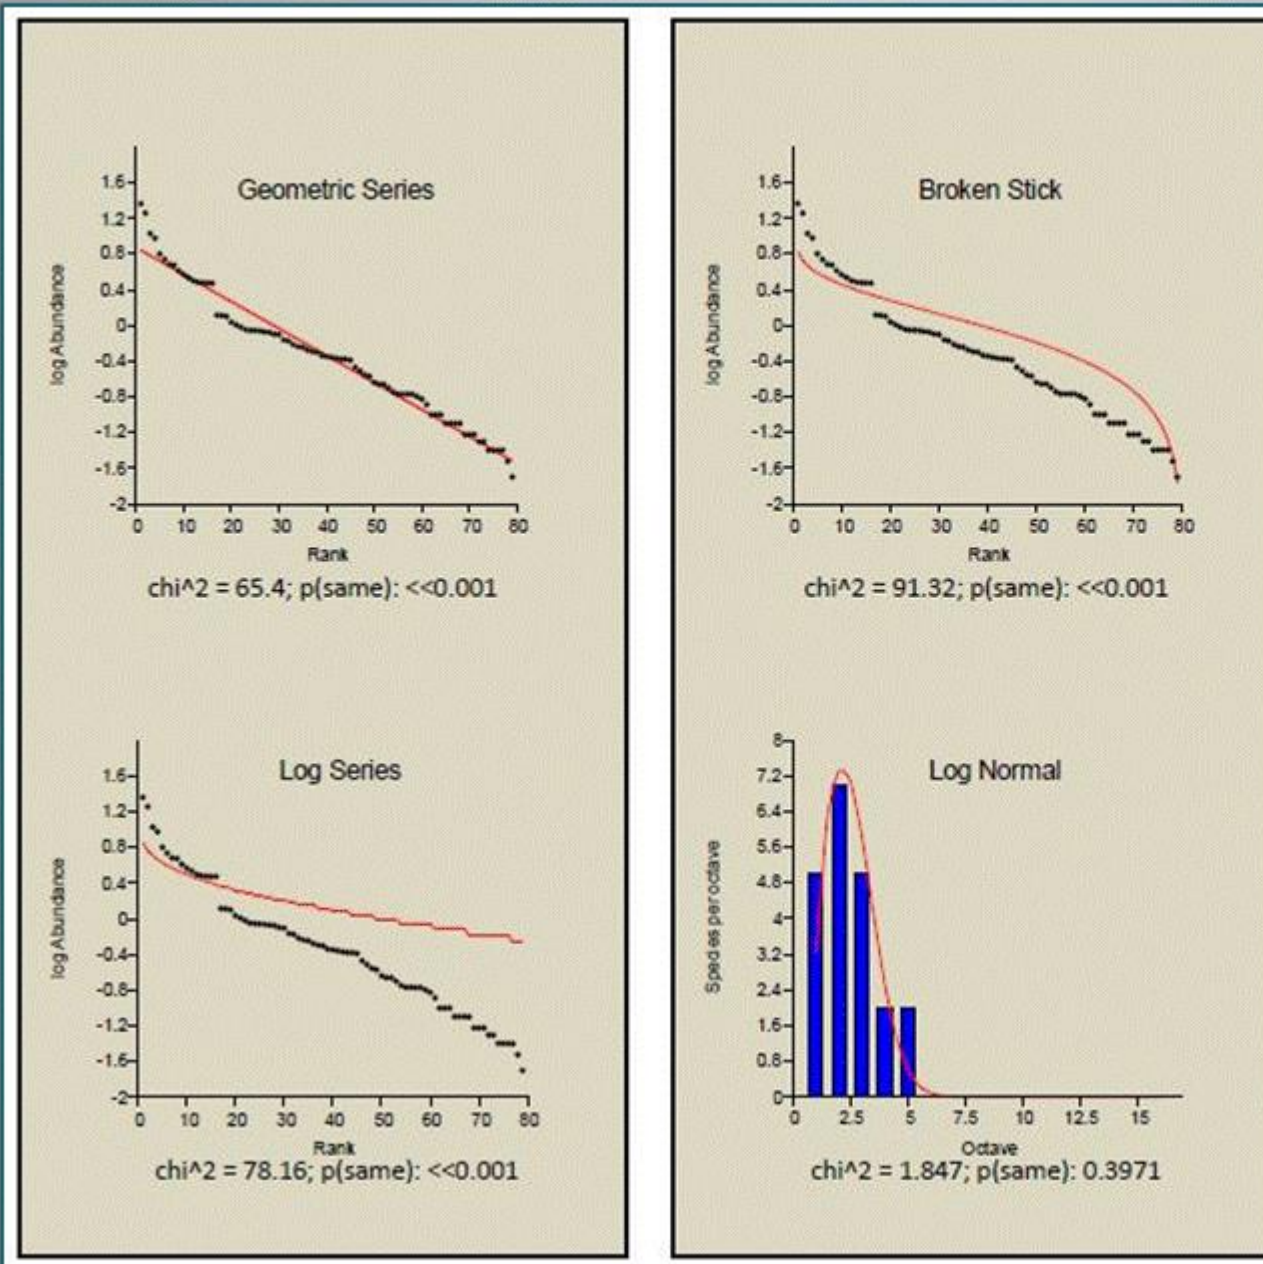 Geometric Series
log Abundance
1.6
1.2
0.8
0.4
0
-0.4
-0.8
-1.2
-1.6
-2
0 10 20 30 40 50 60 70 80
Rank
chi^2 = 65.4; p(same): <<0.001
Broken Stick
log Abundance
1.6
1.2
0.8
0.4
0
-0.4
-0.8
-1.2
-1.6
-2
0 10 20 30 40 50 60 70 80
Rank
chi^2 = 91.32; p(same): <<0.001
Log Series
log Abundance
1.6
1.2
0.8
0.4
0
-0.4
-0.8
-1.2
-1.6
-2
0 10 20 30 40 50 60 70 80
Rank
chi^2 = 78.16; p(same): <<0.001
Log Normal
Species per octave
8
7.2
6.4
5.6
4.8
4
3.2
2.4
1.6
0.8
0
0 2.5 5 7.5 10 12.5 15
Octave
chi^2 = 1.847; p(same): 0.3971